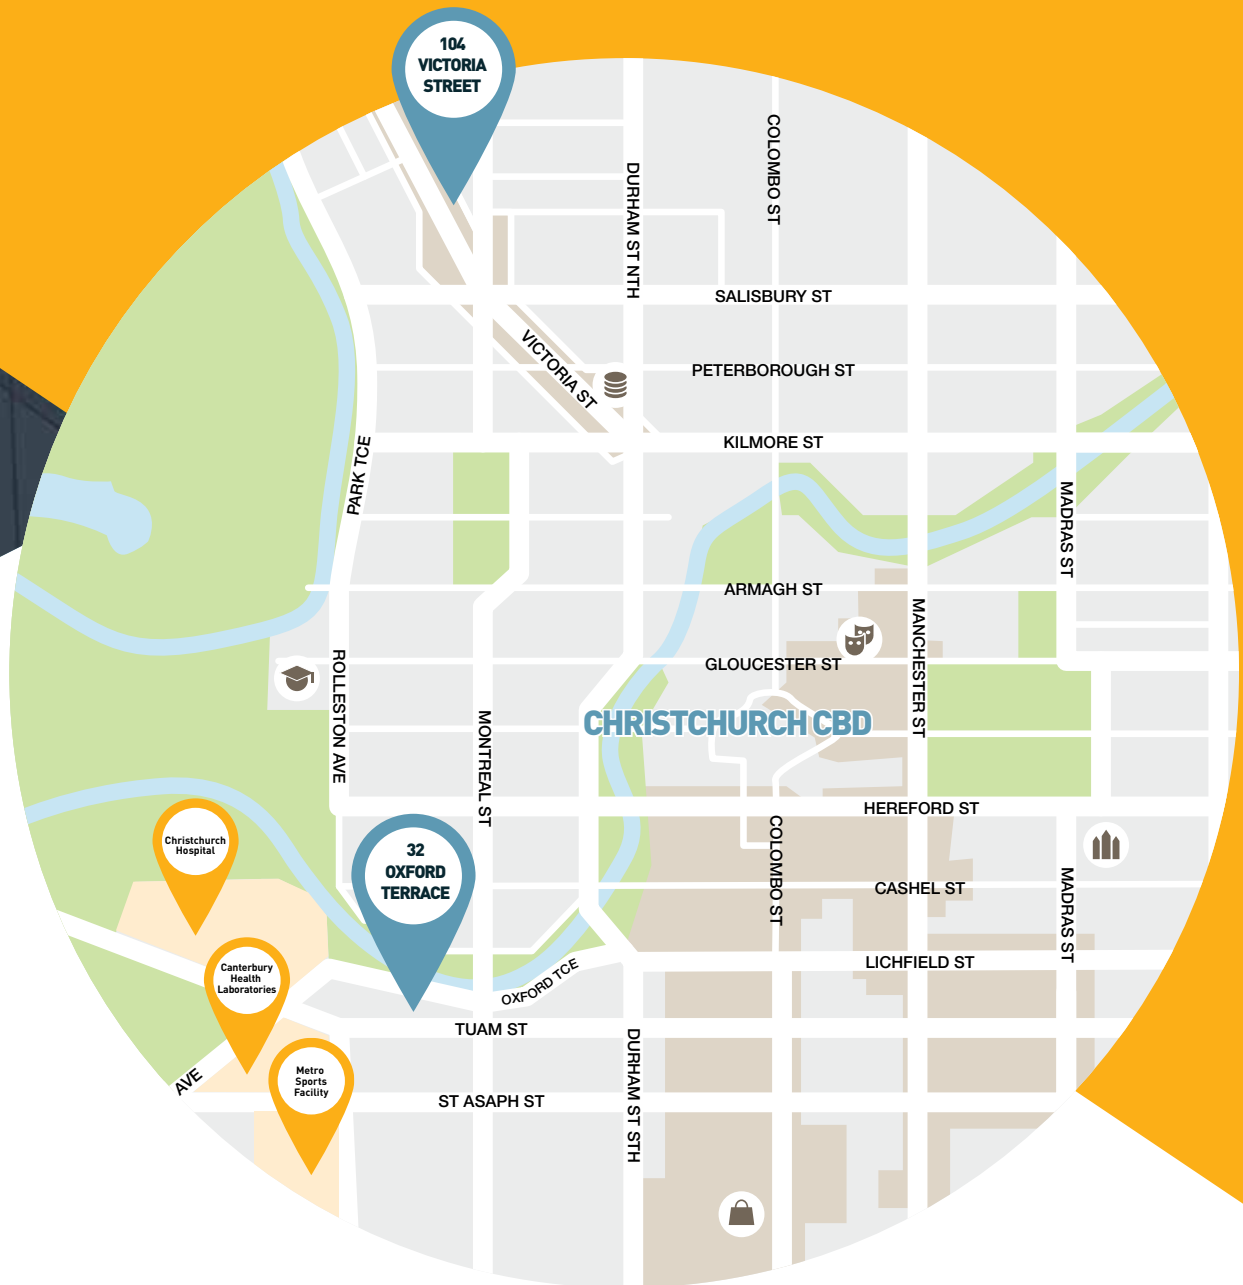 104
VICTORIA
STREET
COLOMBO ST
DURHAM ST NTH
SALISBURY ST
VICTORIA ST
PETERBOROUGH ST
KILMORE ST
PARK TCE
MADRAS ST
ARMAGH ST
MANCHESTER ST
GLOUCESTER ST
ROLLESTON AVE
MONTREAL ST
CHRISTCHURCH CBD
HEREFORD ST
COLOMBO ST
Christchurch
Hospital
32
OXFORD
TERRACE
CASHEL ST
MADRAS ST
LICHFIELD ST
Canterbury
Health
Laboratories
OXFORD TCE
TUAM ST
DURHAM ST STH
Metro
Sports
Facility
AVE
ST ASAPH ST